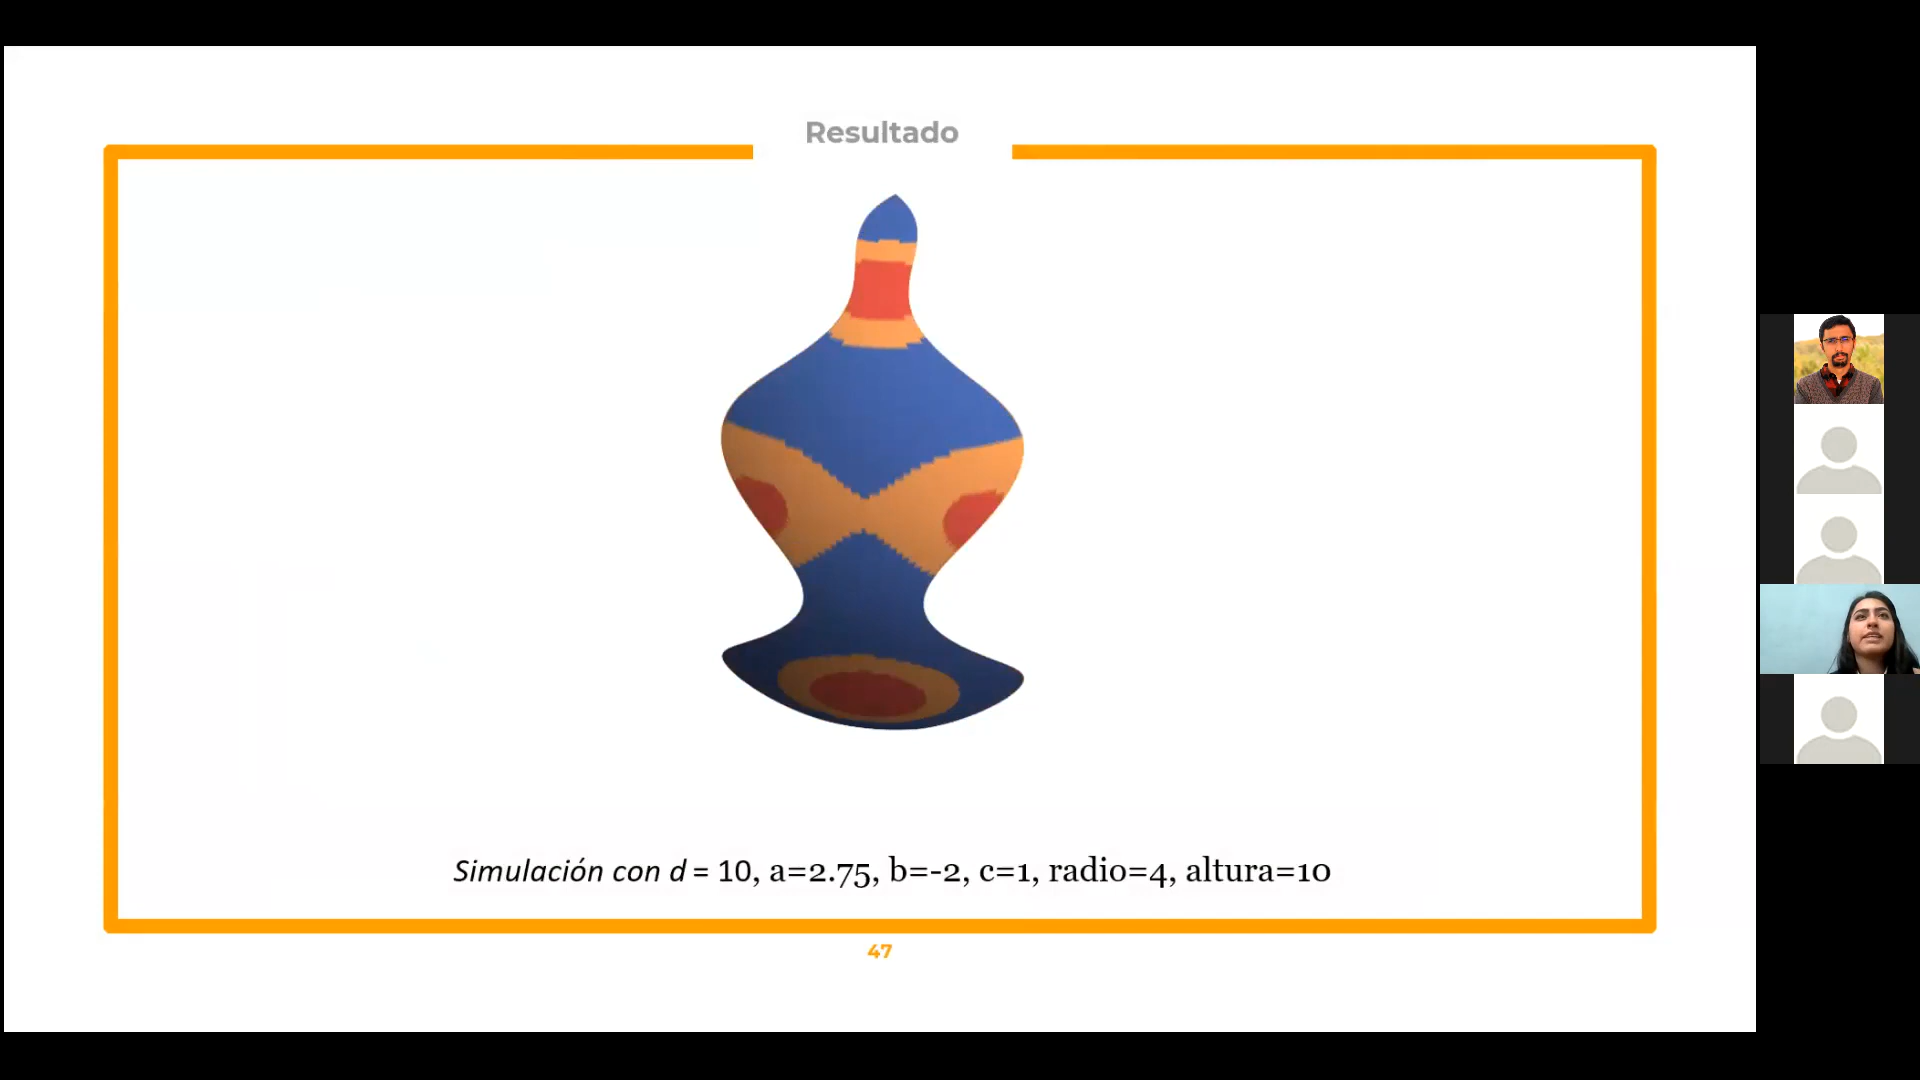 Resultado
Simulación con d = 10, a=2.75, b=-2, c=1, radio=4, altura=10
47